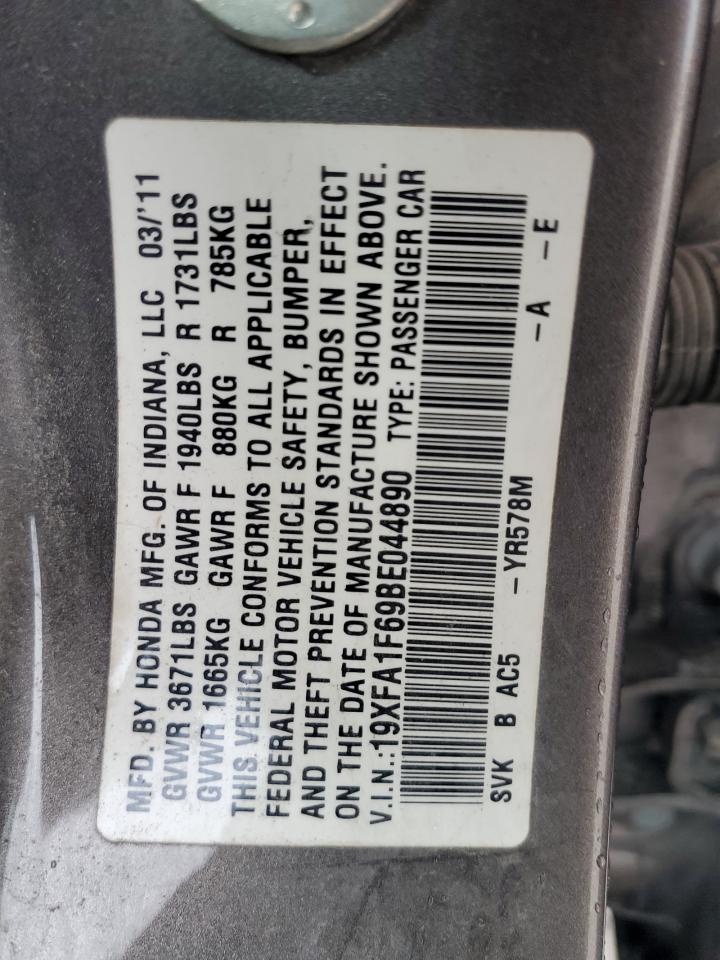 MFD. BY HONDA MFG. OF INDIANA, LLC 03/'11
GVWR 3671LBS GAWR F 1940LBS R 1731LBS
GVWR 1665KG GAWR F 880KG R 785KG
THIS VEHICLE CONFORMS TO ALL APPLICABLE
FEDERAL MOTOR VEHICLE SAFETY, BUMPER,
AND THEFT PREVENTION STANDARDS IN EFFECT
ON THE DATE OF MANUFACTURE SHOWN ABOVE.
V.I.N.:19XFA1F69BE044890 TYPE: PASSENGER CAR
SVK B AC5 -YR578M -A -E